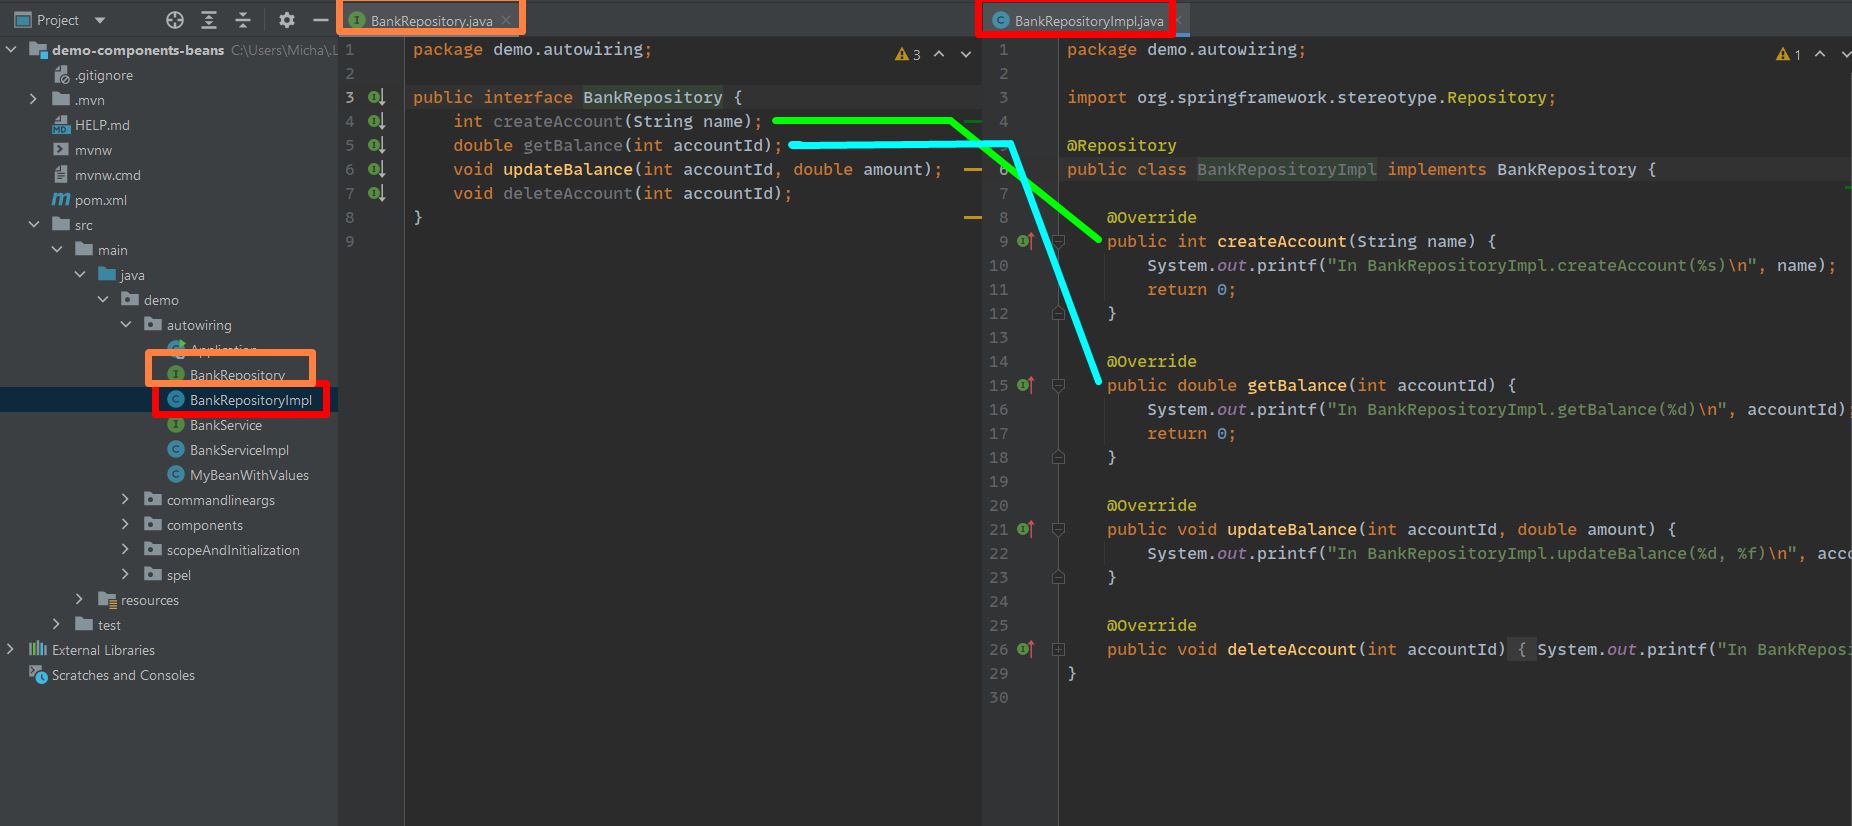 Project
demo-components-beans C:\Users\Micha\.L
.gitignore
.mvn
HELP.md
mvnw
mvnw.cmd
pom.xml
src
main
java
demo
autowiring
Application
BankRepository
BankRepositoryImpl
BankService
BankServiceImpl
MyBeanWithValues
commandlineargs
components
scopeAndInitialization
spel
resources
test
External Libraries
Scratches and Consoles
BankRepository.java
3
1 package demo.autowiring;
2
3 public interface BankRepository {
4 int createAccount(String name);
5 double getBalance(int accountId);
6 void updateBalance(int accountId, double amount);
7 void deleteAccount(int accountId);
8 }
9
BankRepositoryImpl.java
1
1 package demo.autowiring;
2
3 import org.springframework.stereotype.Repository;
4
@Repository
6 public class BankRepositoryImpl implements BankRepository {
7
8 @Override
9 public int createAccount(String name) {
10 System.out.printf("In BankRepositoryImpl.createAccount(%s)\n", name);
11 return 0;
12 }
13
14 @Override
15 public double getBalance(int accountId) {
16 System.out.printf("In BankRepositoryImpl.getBalance(%d)\n", accountId);
17 return 0;
18 }
19
20 @Override
21 public void updateBalance(int accountId, double amount) {
22 System.out.printf("In BankRepositoryImpl.updateBalance(%d, %f)\n", acco
23 }
24
25 @Override
26 public void deleteAccount(int accountId) { System.out.printf("In BankReposi
29 }
30